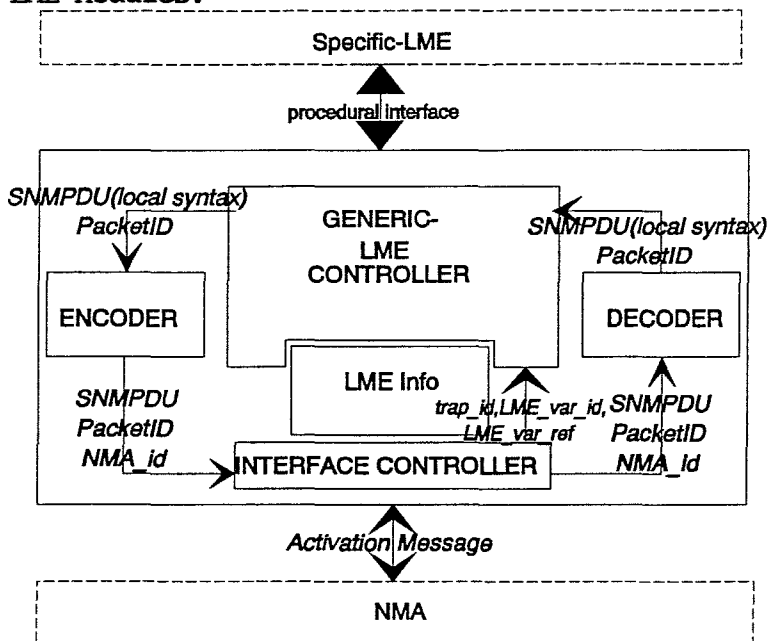 Specific-LME
procedural interface
SNMPDU(local syntax)
PacketID
GENERIC-
LME
CONTROLLER
SNMPDU(local syntax)
PacketID
ENCODER
DECODER
LME Info
SNMPDU
PacketID
NMA_id
trap_id,LME_var_id,
LME_var_ref
SNMPDU
PacketID
NMA_id
INTERFACE CONTROLLER
Activation Message
NMA